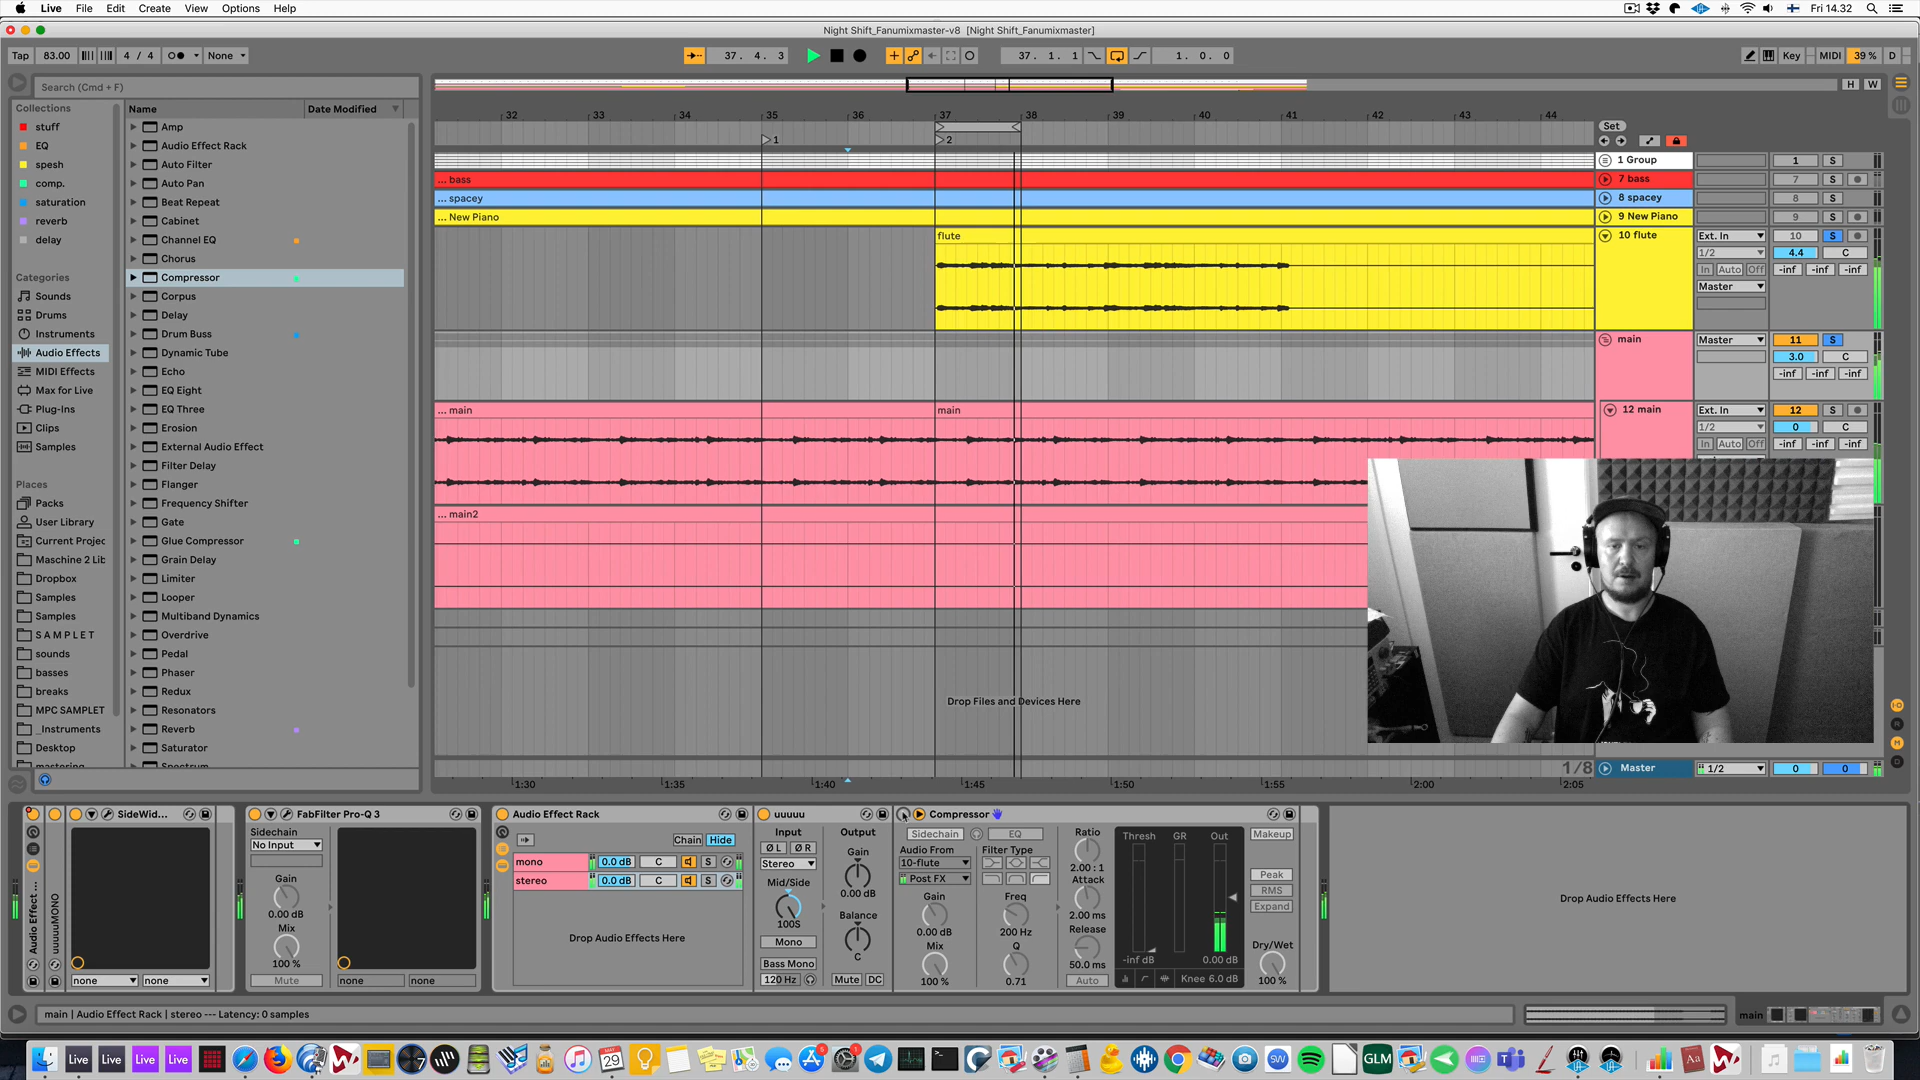 Live File Edit Create View Options Help Fri 14.32
Night Shift_Fanumixmaster-v8 [Night Shift_Fanumixmaster]
Tap 83.00 4 / 4 None 37. 4. 3 37. 1. 1 1. 0. 0 Key MIDI 39 % D
Search (Cmd + F)
H W
Collections
stuff
EQ
spesh
comp.
saturation
reverb
delay
Categories
Sounds
Drums
Instruments
Audio Effects
MIDI Effects
Max for Live
Plug-Ins
Clips
Samples
Places
Packs
User Library
Current Projec
Maschine 2 Lib
Dropbox
Samples
Samples
S A M P L E T
sounds
basses
breaks
MPC SAMPLET
_Instruments
Desktop
mastering
Name Date Modified
Amp
Audio Effect Rack
Auto Filter
Auto Pan
Beat Repeat
Cabinet
Channel EQ
Chorus
Compressor
Corpus
Delay
Drum Buss
Dynamic Tube
Echo
EQ Eight
EQ Three
Erosion
External Audio Effect
Filter Delay
Flanger
Frequency Shifter
Gate
Glue Compressor
Grain Delay
Limiter
Looper
Multiband Dynamics
Overdrive
Pedal
Phaser
Redux
Resonators
Reverb
Saturator
Spectrum
32 33 34 35 36 37 38 39 40 41 42 43 44
1 2
Set
1 Group 1 S
... bass 7 bass 7 S
... spacey 8 spacey 8 S
... New Piano 9 New Piano 9 S
flute 10 flute Ext. In 10 S
1/2 4.4 C
In Auto Off -inf -inf -inf
Master
main Master 11 S
3.0 C
-inf -inf -inf
... main main 12 main Ext. In 12 S
1/2 0 C
In Auto Off -inf -inf -inf
... main2
Drop Files and Devices Here
1/8 Master 1/2 0 0
1:30 1:35 1:40 1:45 1:50 1:55 2:00 2:05
Audio Effect ...
uuuuuMONO
SideWid...
none none
FabFilter Pro-Q 3
Sidechain
No Input
Gain
0.00 dB
Mix
100 %
Mute none none
Audio Effect Rack
Chain Hide
mono 0.0 dB C S
stereo 0.0 dB C S
Drop Audio Effects Here
uuuuu
Input Output
Ø L Ø R Gain
Stereo
Mid/Side 0.00 dB
100S Balance
Mono
Bass Mono C
120 Hz Mute DC
Compressor
Sidechain EQ
Audio From Filter Type
10-flute
Post FX
Gain Freq
0.00 dB 200 Hz
Mix Q
100 % 0.71
Ratio
2.00 : 1
Attack
2.00 ms
Release
50.0 ms
Auto
Thresh GR Out
-inf dB 0.00 dB
Knee 6.0 dB
Makeup
Peak
RMS
Expand
Dry/Wet
100 %
Drop Audio Effects Here
main | Audio Effect Rack | stereo --- Latency: 0 samples
main
Live Live Live Live 29 SW GLM Aa